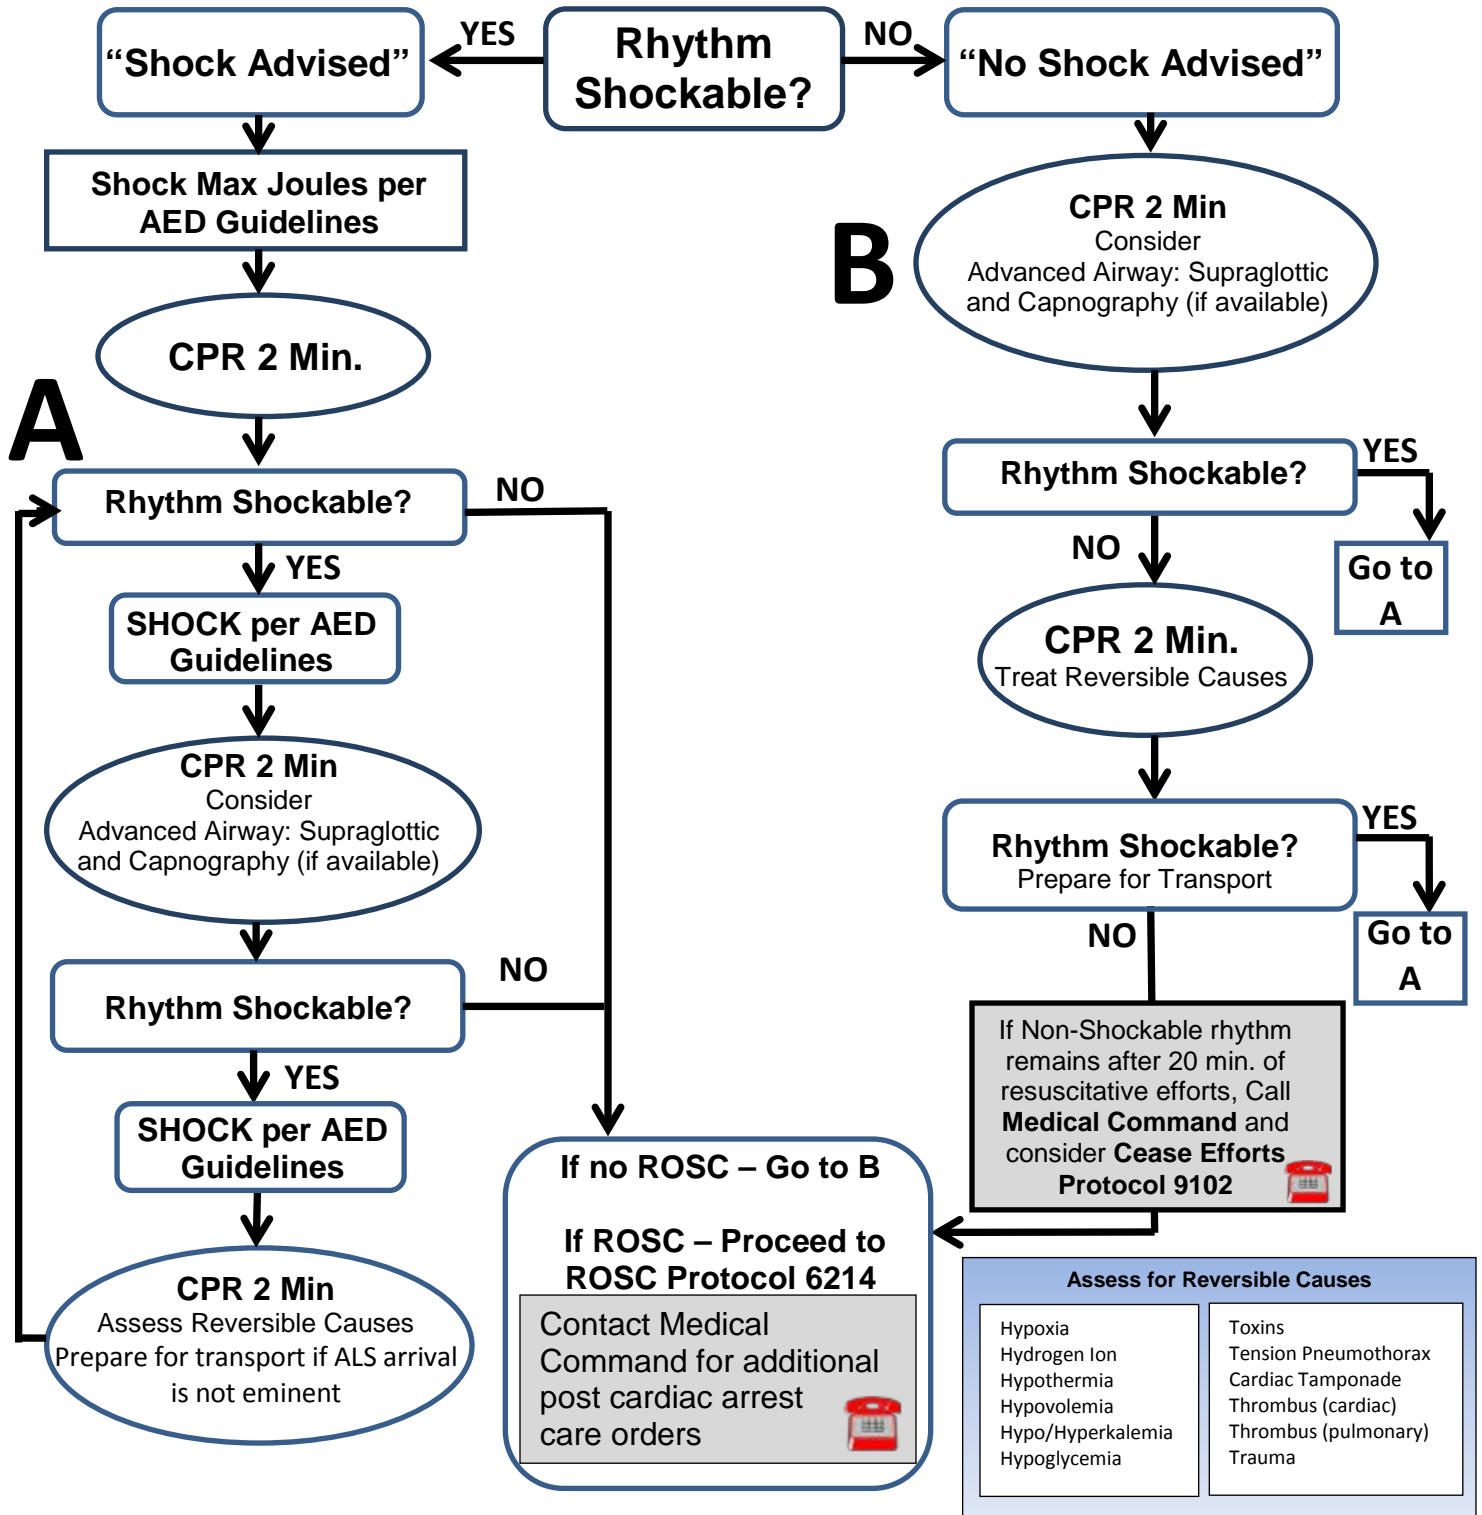 Rhythm
Shockable?
YES
NO
“Shock Advised”
Shock Max Joules per
AED Guidelines
CPR 2 Min.
A
Rhythm Shockable?
NO
YES
SHOCK per AED
Guidelines
CPR 2 Min
Consider
Advanced Airway: Supraglottic
and Capnography (if available)
Rhythm Shockable?
NO
YES
SHOCK per AED
Guidelines
CPR 2 Min
Assess Reversible Causes
Prepare for transport if ALS arrival
is not eminent
“No Shock Advised”
B
CPR 2 Min
Consider
Advanced Airway: Supraglottic
and Capnography (if available)
Rhythm Shockable?
YES
Go to
A
NO
CPR 2 Min.
Treat Reversible Causes
Rhythm Shockable?
Prepare for Transport
YES
Go to
A
NO
If Non-Shockable rhythm
remains after 20 min. of
resuscitative efforts, Call
Medical Command and
consider Cease Efforts
Protocol 9102
If no ROSC – Go to B
If ROSC – Proceed to
ROSC Protocol 6214
Contact Medical
Command for additional
post cardiac arrest
care orders
Assess for Reversible Causes
Hypoxia
Hydrogen Ion
Hypothermia
Hypovolemia
Hypo/Hyperkalemia
Hypoglycemia
Toxins
Tension Pneumothorax
Cardiac Tamponade
Thrombus (cardiac)
Thrombus (pulmonary)
Trauma